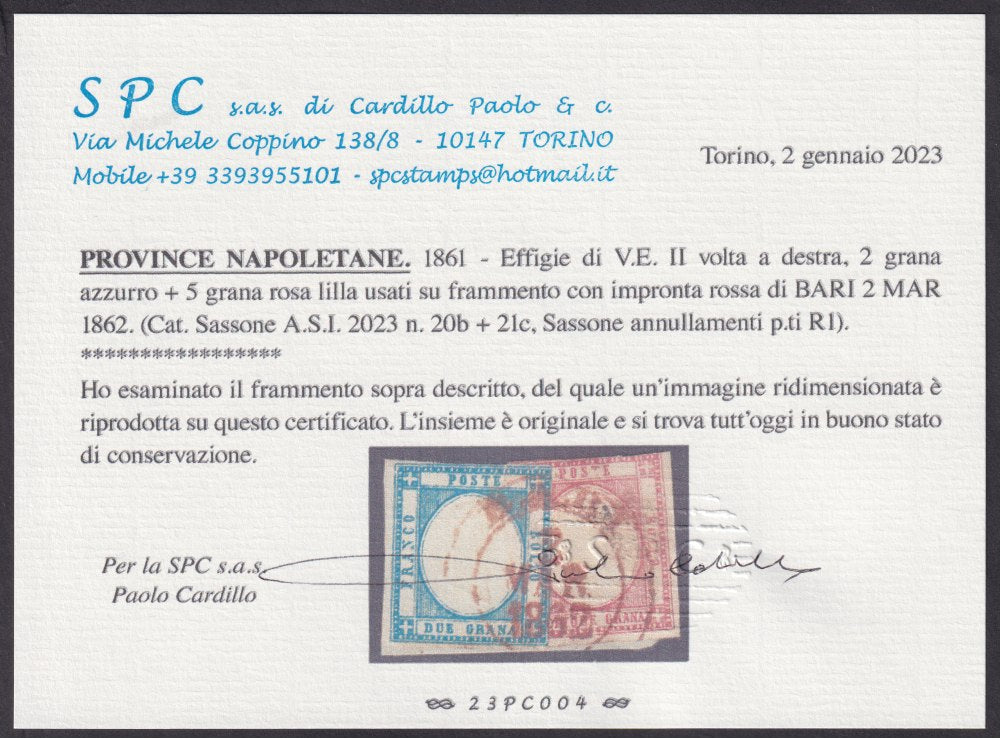 SPC s.a.s. di Cardillo Paolo & c.
Via Michele Coppino 138/8 - 10147 TORINO
Mobile +39 3393955101 - spcstamps@hotmail.it
Torino, 2 gennaio 2023
PROVINCE NAPOLETANE. 1861 - Effigie di V.E. II volta a destra, 2 grana
azzurro + 5 grana rosa lilla usati su frammento con impronta rossa di BARI 2 MAR
1862. (Cat. Sassone A.S.I. 2023 n. 20b + 21c, Sassone annullamenti p.ti R1).
*****************
Ho esaminato il frammento sopra descritto, del quale un'immagine ridimensionata è
riprodotta su questo certificato. L'insieme è originale e si trova tutt'oggi in buono stato
di conservazione.
POSTE
FRANCO
DUE GRANA
POSTE
GRANA
1862
Per la SPC s.a.s.
Paolo Cardillo
23PC004